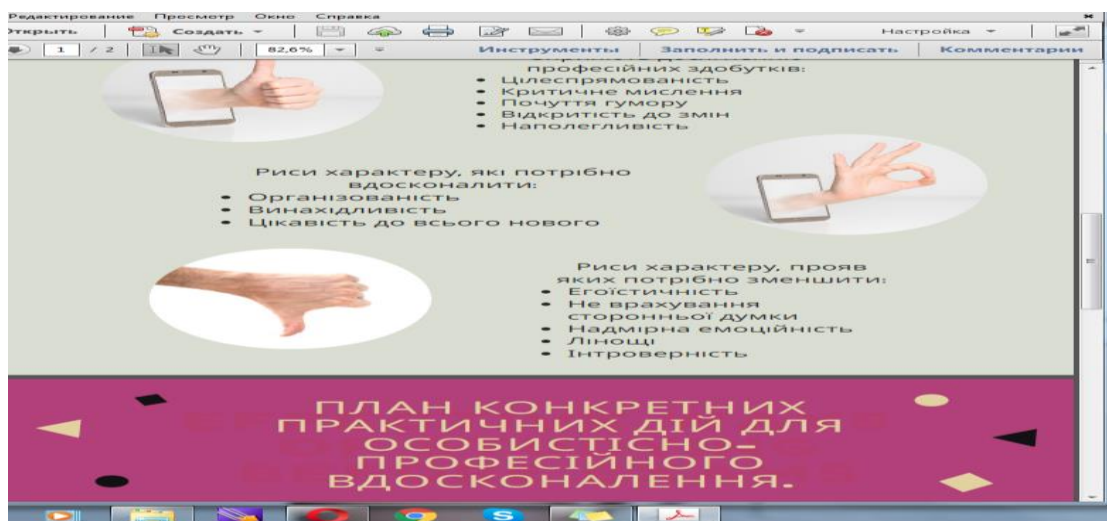 Редактирование Просмотр Окно Справка
Открыть Создать Настройка
1 / 2 82,6% Инструменты Заполнить и подписать Комментарии
професійних здобутків:
• Цілеспрямованість
• Критичне мислення
• Почуття гумору
• Відкритість до змін
• Наполегливість
Риси характеру, які потрібно
вдосконалити:
• Організованість
• Винахідливість
• Цікавість до всього нового
Риси характеру, прояв
яких потрібно зменшити:
• Егоїстичність
• Не врахування
сторонньої думки
• Надмірна емоційність
• Лінощі
• Інтроверність
ПЛАН КОНКРЕТНИХ
ПРАКТИЧНИХ ДІЙ ДЛЯ
ОСОБИСТІСНО-
ПРОФЕСІЙНОГО
ВДОСКОНАЛЕННЯ.